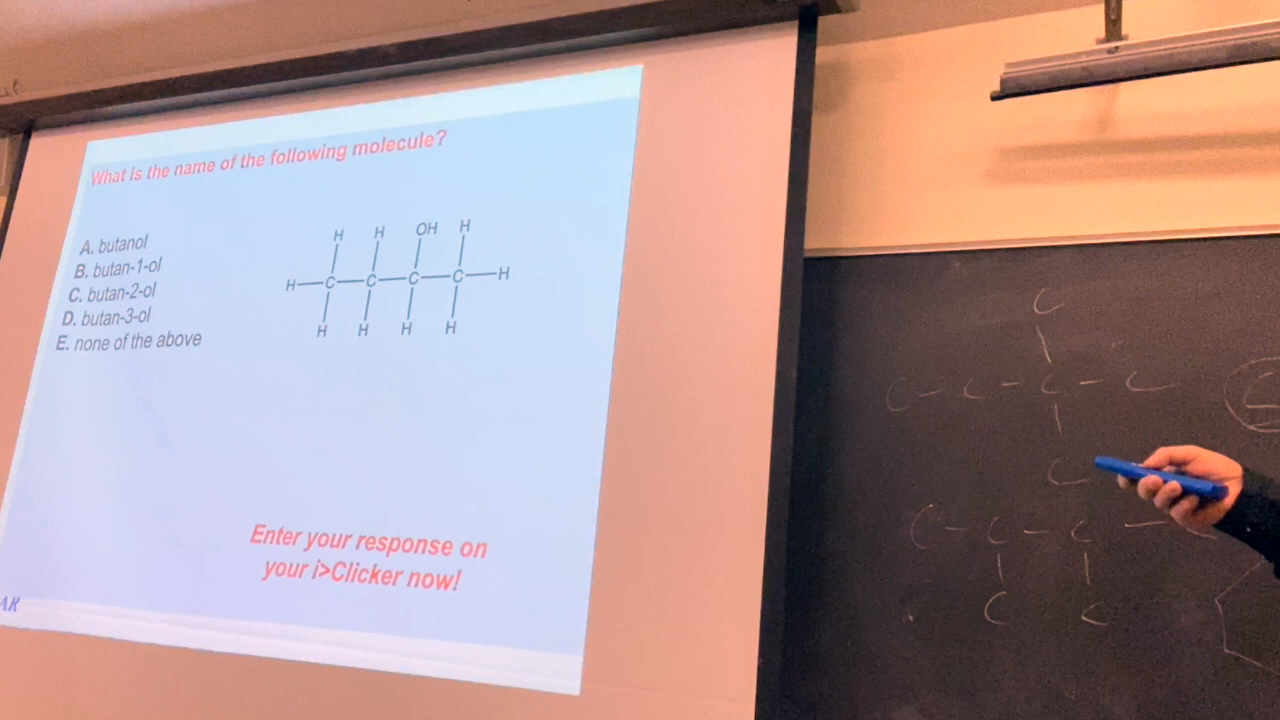 What is the name of the following molecule?
A. butanol
B. butan-1-ol
C. butan-2-ol
D. butan-3-ol
E. none of the above
H H OH H
H—C—C—C—C—H
H H H H
Enter your response on
your i>Clicker now!
AR
C
C - C - C - C
C
C - C - C -
C C